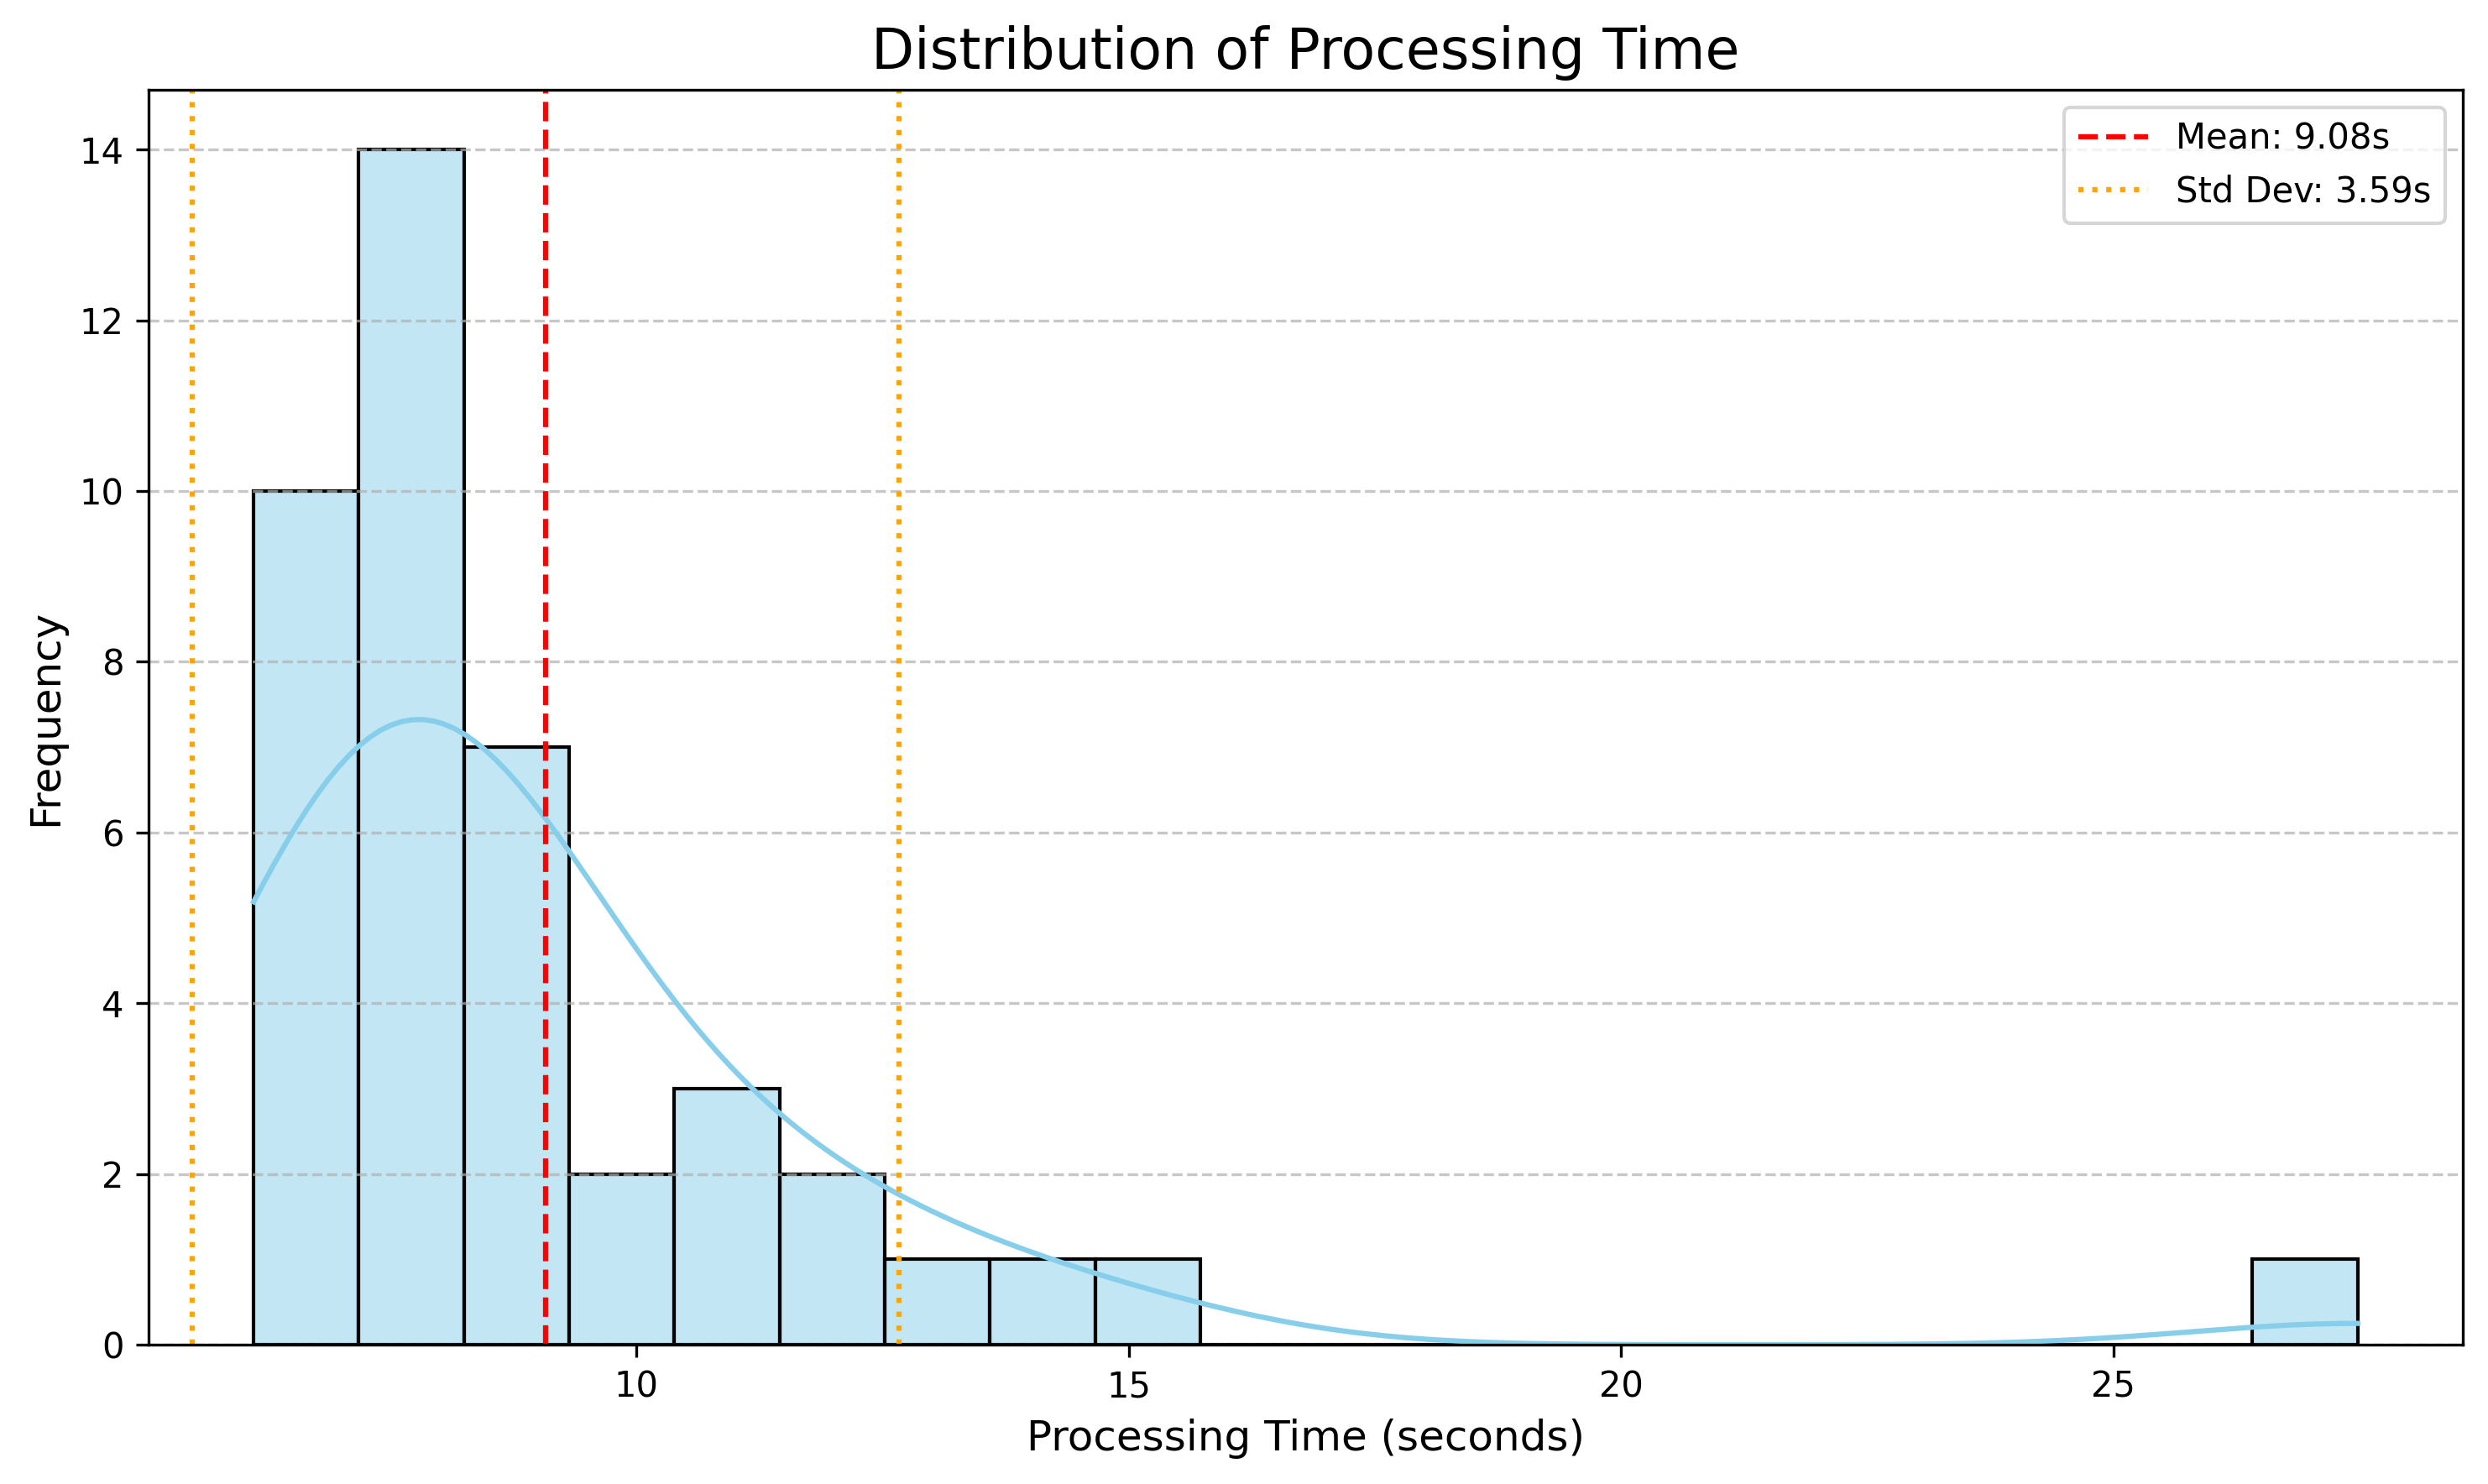 Distribution of Processing Time
Mean: 9.08s
Std Dev: 3.59s
Frequency
14
12
10
8
6
4
2
0
10 15 20 25
Processing Time (seconds)